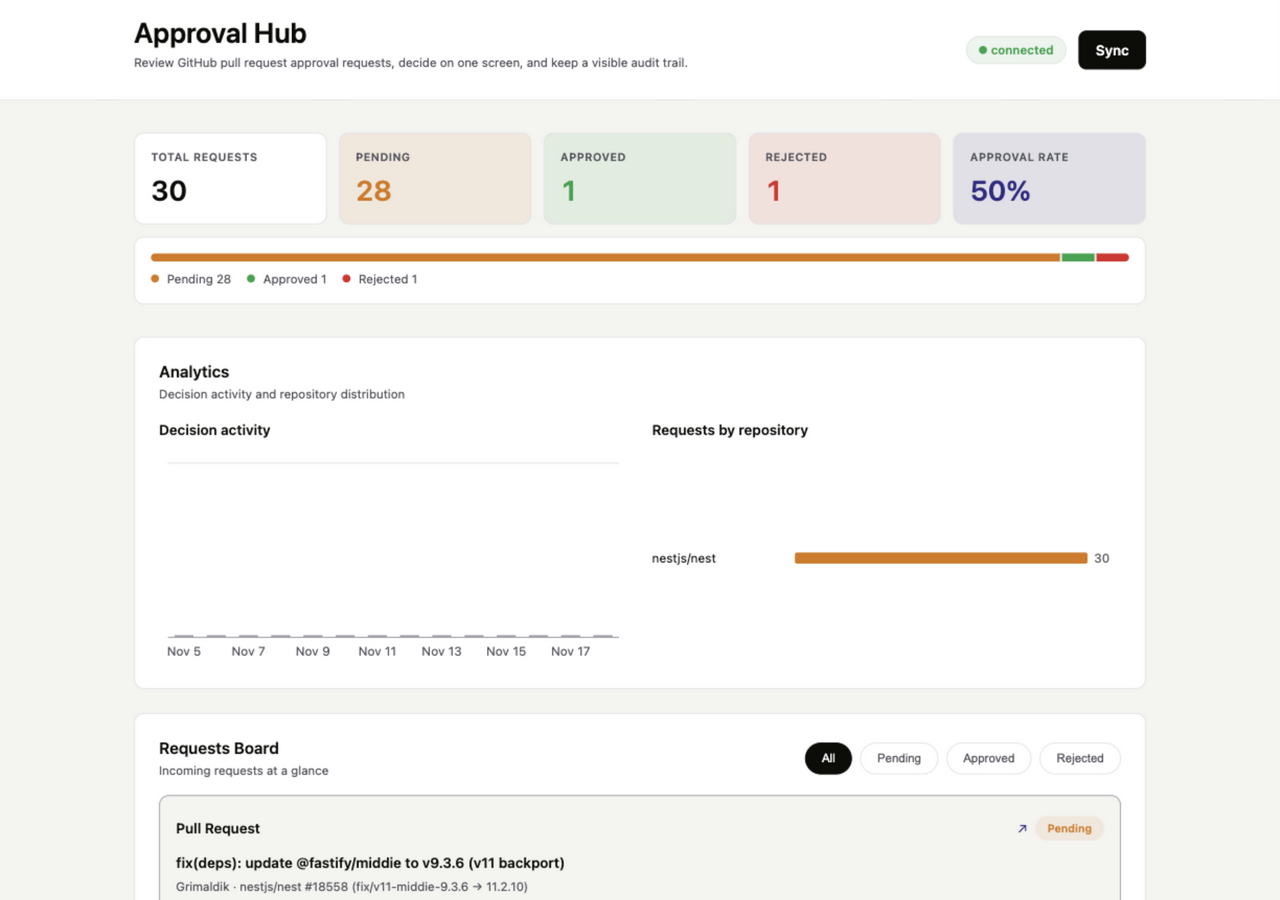 Approval Hub
Review GitHub pull request approval requests, decide on one screen, and keep a visible audit trail.
connected
Sync
TOTAL REQUESTS
30
PENDING
28
APPROVED
1
REJECTED
1
APPROVAL RATE
50%
Pending 28
Approved 1
Rejected 1
Analytics
Decision activity and repository distribution
Decision activity
Nov 5 Nov 7 Nov 9 Nov 11 Nov 13 Nov 15 Nov 17
Requests by repository
nestjs/nest 30
Requests Board
Incoming requests at a glance
All
Pending
Approved
Rejected
Pull Request
↗ Pending
fix(deps): update @fastify/middie to v9.3.6 (v11 backport)
Grimaldik · nestjs/nest #18558 (fix/v11-middie-9.3.6 → 11.2.10)